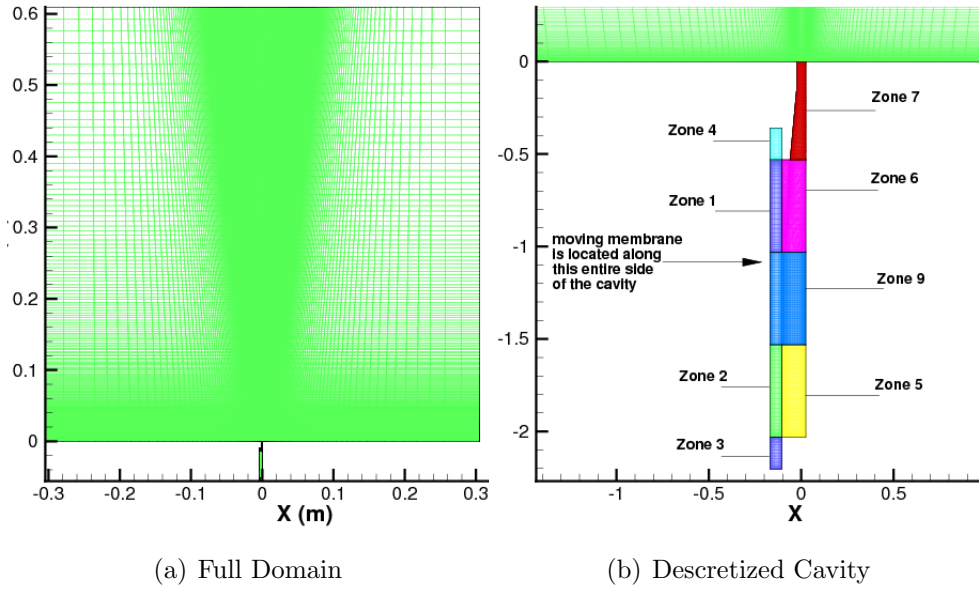 0.6
0.5
0.4
0.3
0.2
0.1
0
-0.3
-0.2
-0.1
0
0.1
0.2
0.3
X (m)
(a) Full Domain
0
-0.5
-1
-1.5
-2
Zone 7
Zone 4
Zone 6
Zone 1
moving membrane
is located along
this entire side
of the cavity
Zone 9
Zone 2
Zone 5
Zone 3
-1
-0.5
0
0.5
X
(b) Descretized Cavity